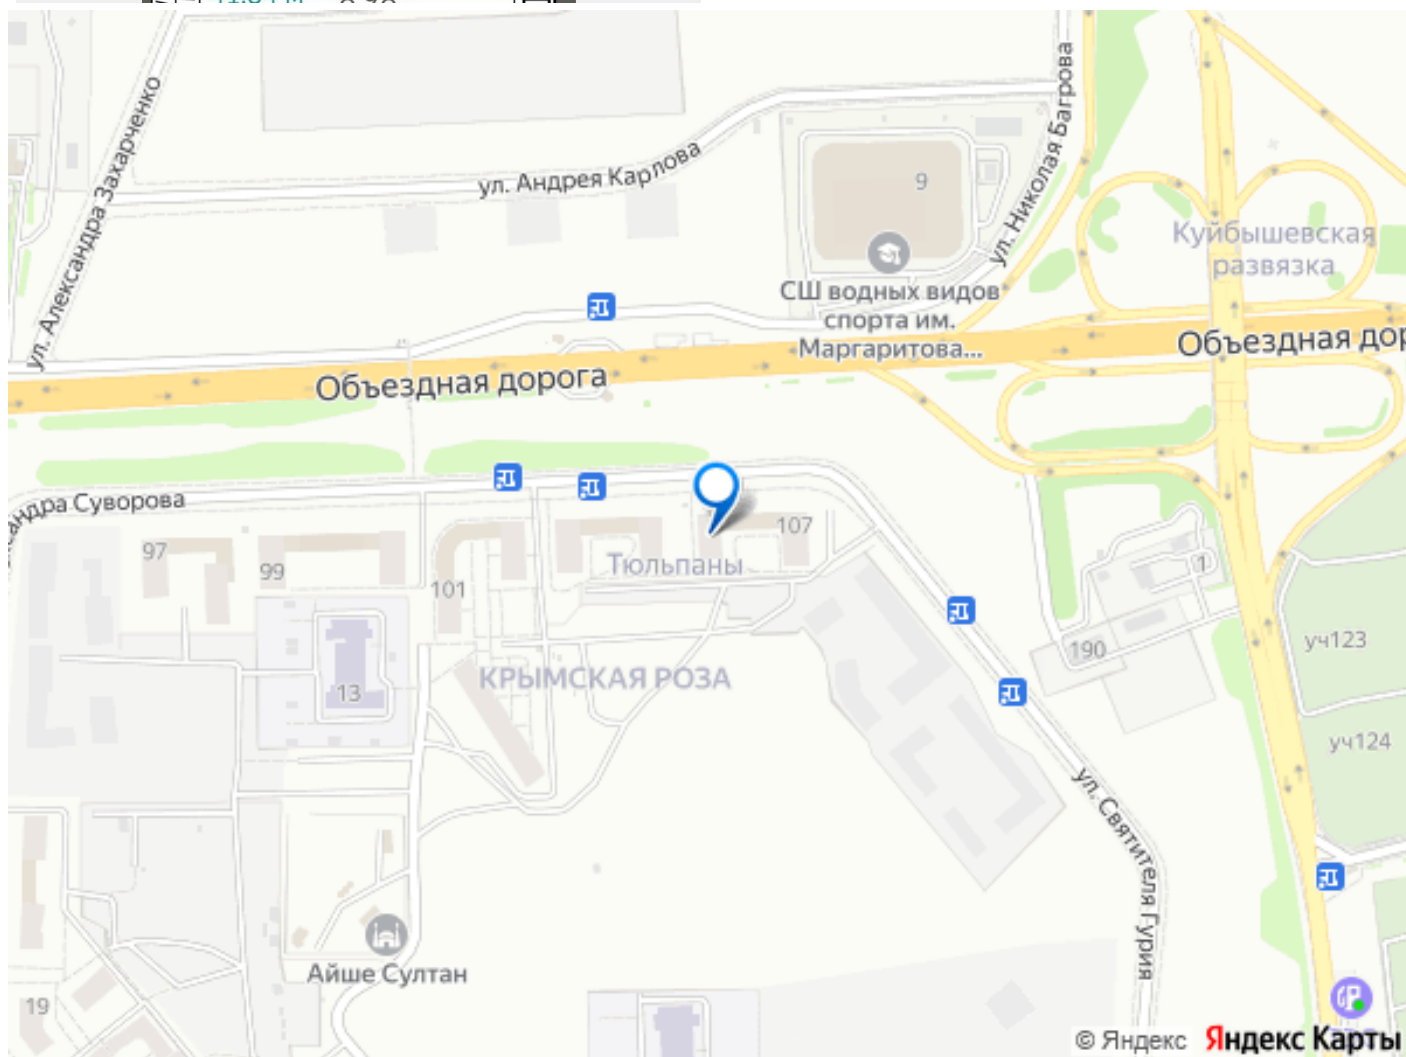 ул. Александра Захарченко
ул. Андрея Карлова
ул. Николая Багрова
9
Куйбышевская
развязка
СШ водных видов
спорта им.
Маргаритова...
Объездная дорога
Объездная дор
андра Суворова
97
99
101
107
Тюльпаны
1
190
уч123
13
КРЫМСКАЯ РОЗА
уч124
ул. Святителя Гурия
Айше Султан
19
© Яндекс Яндекс Карты